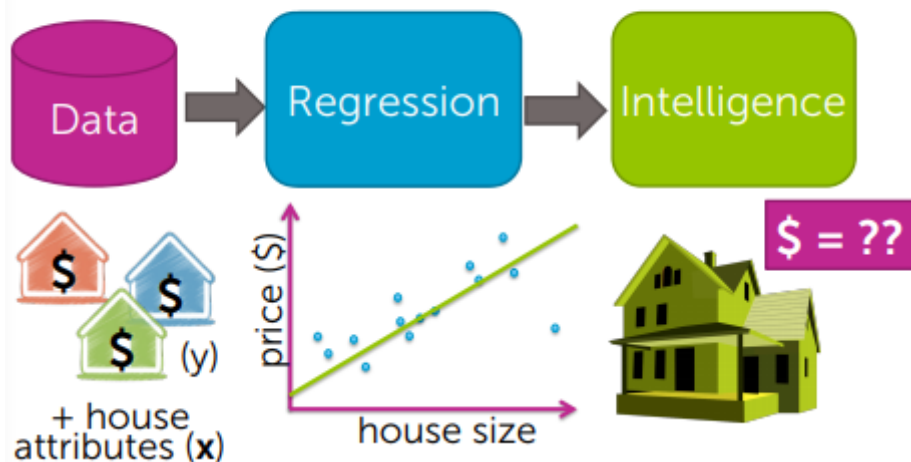 Data
Regression
Intelligence
$
$
$
(y)
+ house
attributes (x)
price ($)
house size
$ = ??